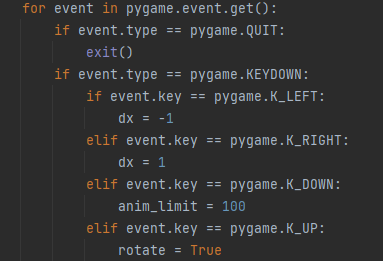 for event in pygame.event.get():
    if event.type == pygame.QUIT:
        exit()
    if event.type == pygame.KEYDOWN:
        if event.key == pygame.K_LEFT:
            dx = -1
        elif event.key == pygame.K_RIGHT:
            dx = 1
        elif event.key == pygame.K_DOWN:
            anim_limit = 100
        elif event.key == pygame.K_UP:
            rotate = True